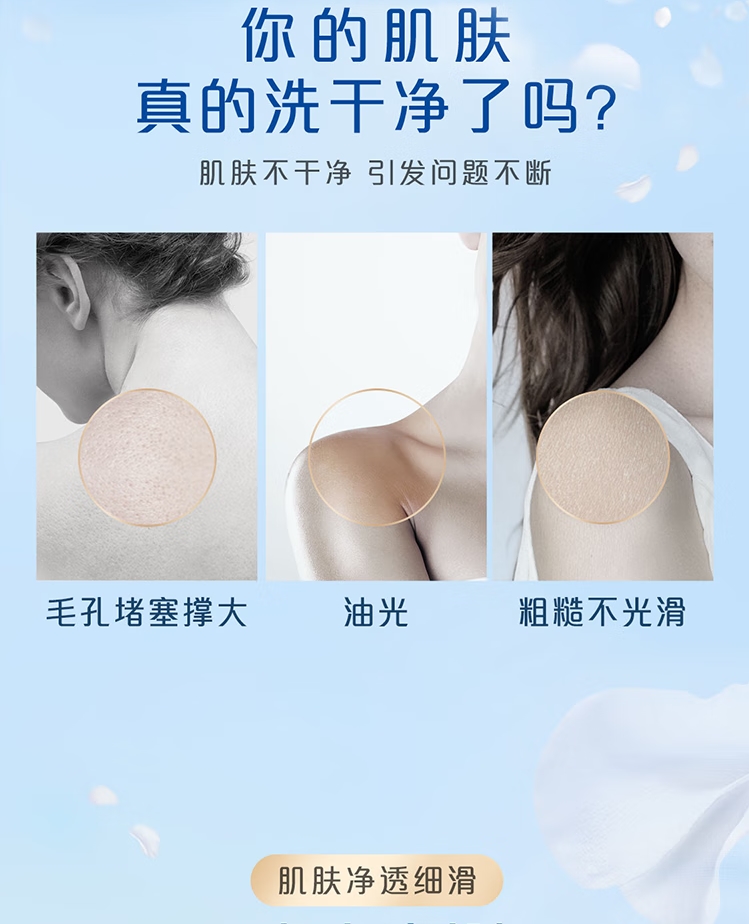 你的肌肤
真的洗干净了吗?
肌肤不干净 引发问题不断
毛孔堵塞撑大
油光
粗糙不光滑
肌肤净透细滑